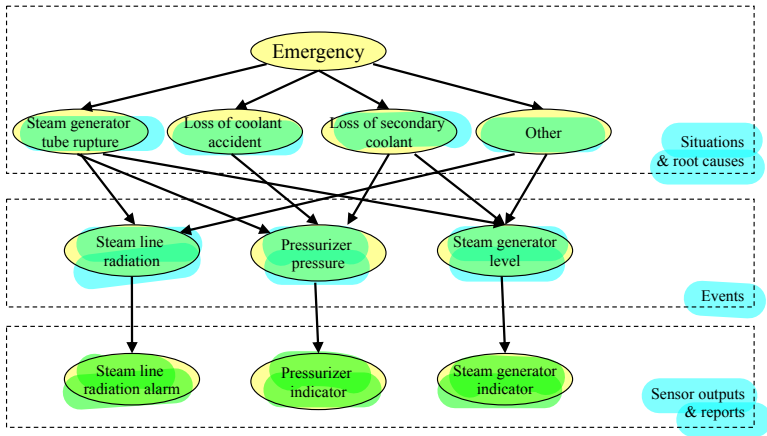 Emergency
Steam generator
tube rupture
Loss of coolant
accident
Loss of secondary
coolant
Other
Situations
& root causes
Steam line
radiation
Pressurizer
pressure
Steam generator
level
Events
Steam line
radiation alarm
Pressurizer
indicator
Steam generator
indicator
Sensor outputs
& reports